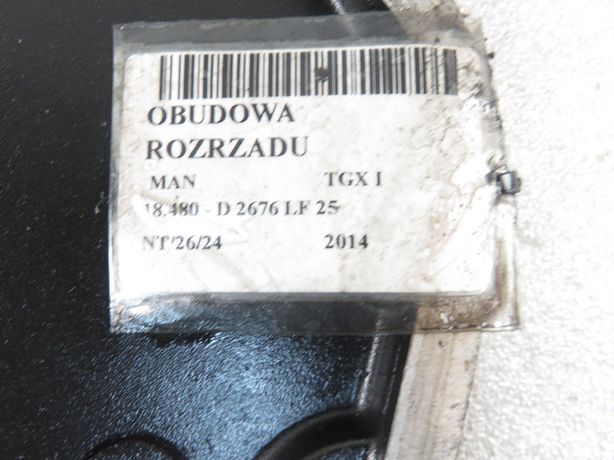 OBUDOWA
ROZRZADU
MAN TGX I
18.480 - D 2676 LF 25
NT/26/24 2014